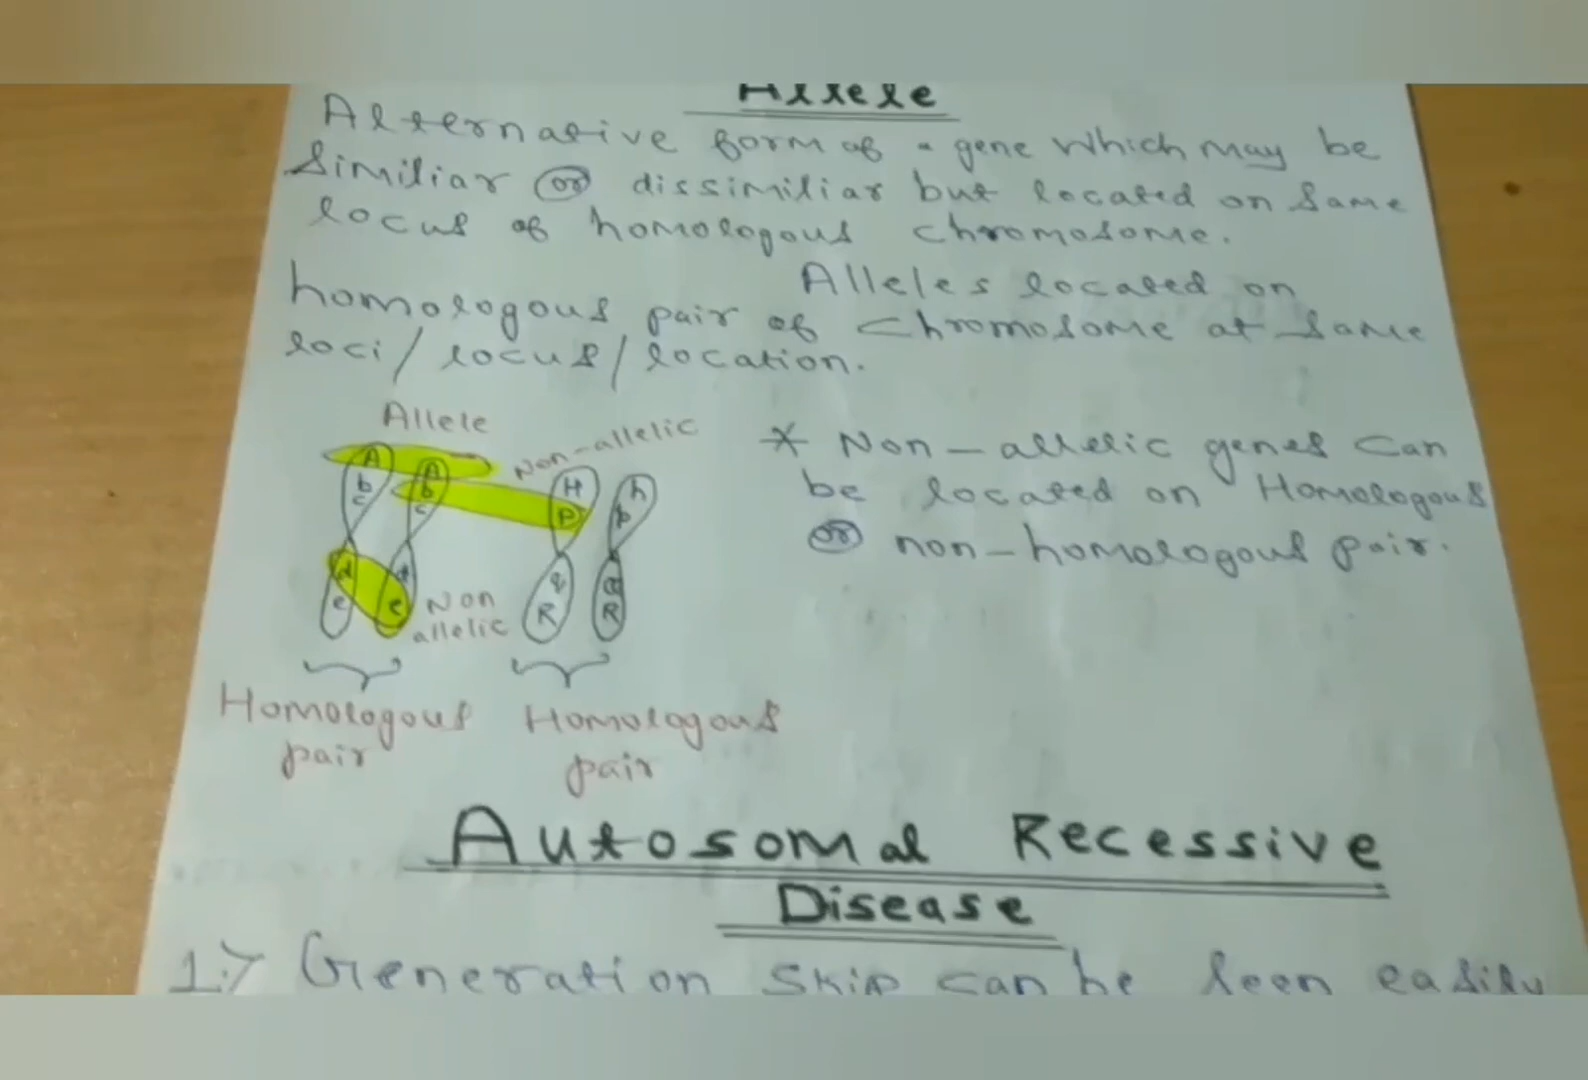 Allele
Alternative form of a gene which may be
Similiar or dissimiliar but located on same
locus of homologous chromosome.
Alleles located on
homologous pair of chromosome at same
loci / locus / location.
Allele
Non-allelic
A A H h
b b P p
c c
d d q Q
e e R R
Non
allelic
* Non-allelic genes can
be located on Homologous
or non-homologous pair.
Homologous Homologous
pair pair
Autosomal Recessive
Disease
1.> Generation skip can be seen easily